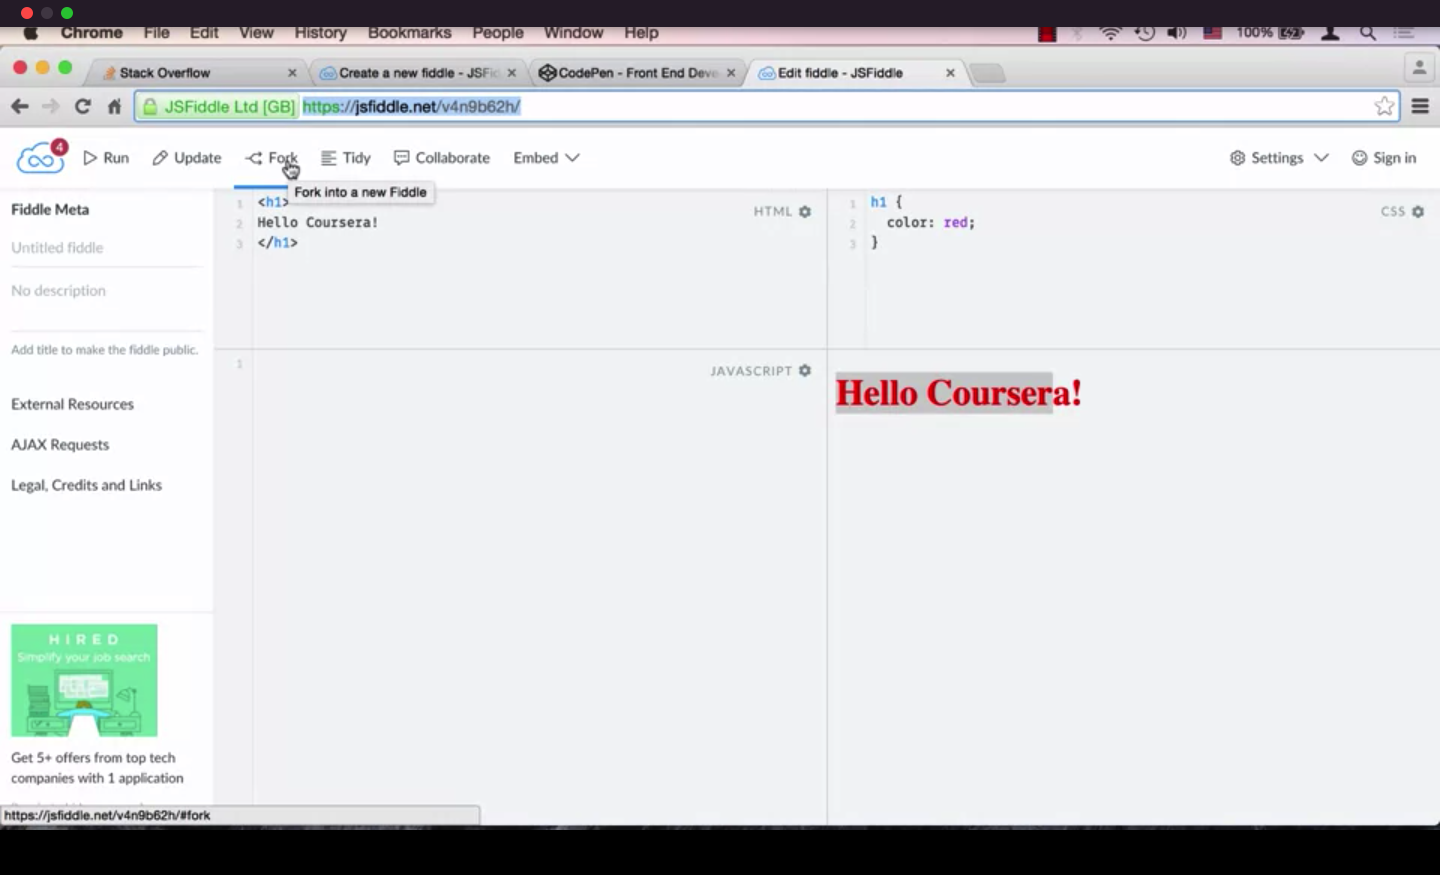 Chrome File Edit View History Bookmarks People Window Help 100%
Stack Overflow
Create a new fiddle - JSFid
CodePen - Front End Deve
Edit fiddle - JSFiddle
JSFiddle Ltd [GB] https://jsfiddle.net/v4n9b62h/
4 Run Update Fork Tidy Collaborate Embed Settings Sign in
Fork into a new Fiddle
Fiddle Meta
Untitled fiddle
No description
Add title to make the fiddle public.
External Resources
AJAX Requests
Legal, Credits and Links
HTML
1 <h1>
2 Hello Coursera!
3 </h1>
CSS
1 h1 {
2 color: red;
3 }
1
JAVASCRIPT
Hello Coursera!
HIRED
Simplify your job search
Get 5+ offers from top tech
companies with 1 application
https://jsfiddle.net/v4n9b62h/#fork